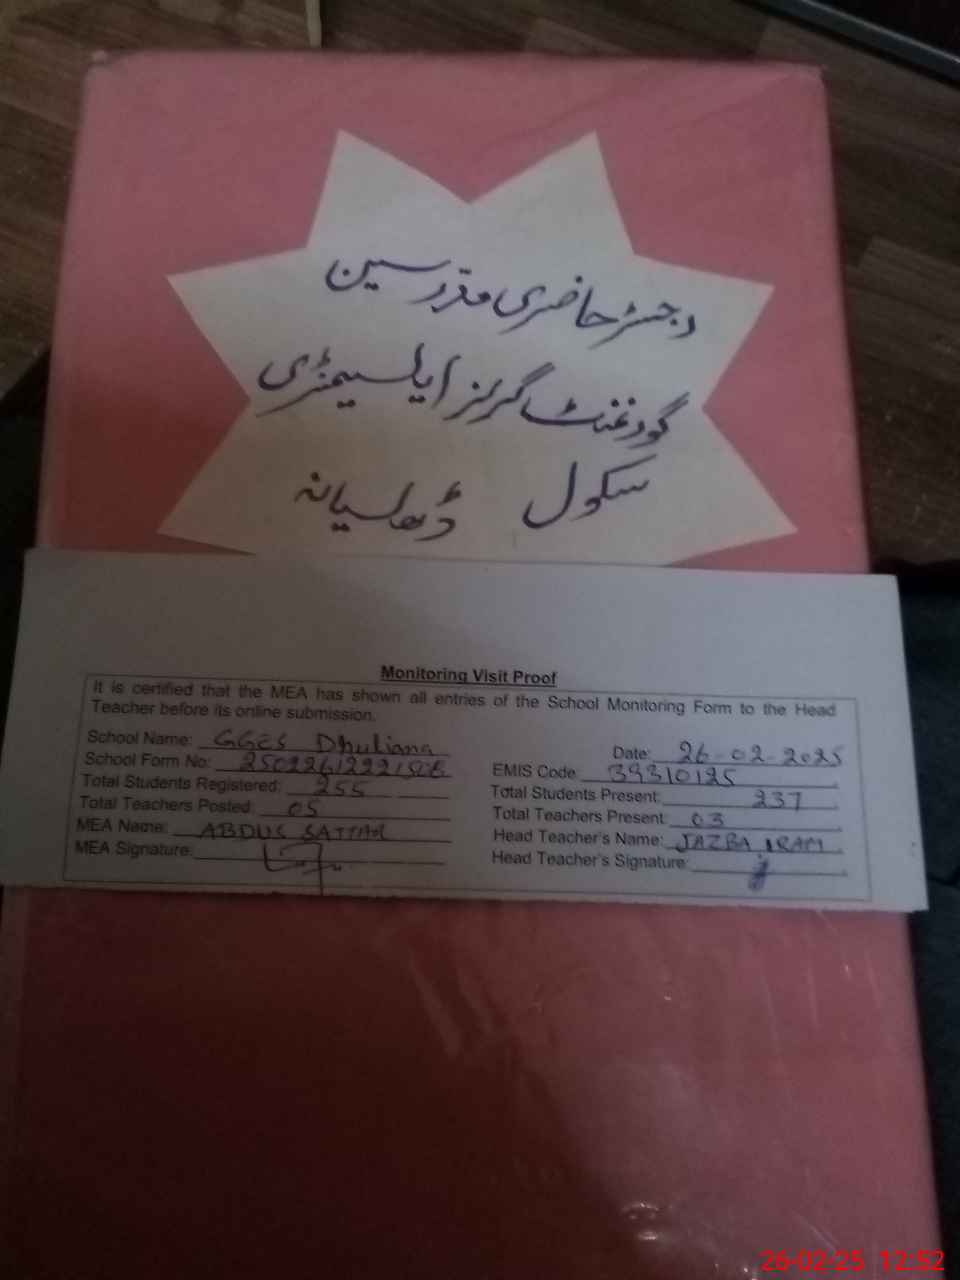 رجسٹر حاضری مدرسین
گورنمنٹ گرلز ایلیمنٹری
سکول ڈھلیانہ
Monitoring Visit Proof
It is certified that the MEA has shown all entries of the School Monitoring Form to the Head
Teacher before its online submission.
School Name: GGES Dhuliana Date: 26-02-2025
School Form No: EMIS Code: 39310125
Total Students Registered: 255 Total Students Present: 237
Total Teachers Posted: 05 Total Teachers Present: 03
MEA Name: ABDUS SATTAR Head Teacher's Name: JAZBA IRAM
MEA Signature: Head Teacher's Signature:
26-02-25 12:52